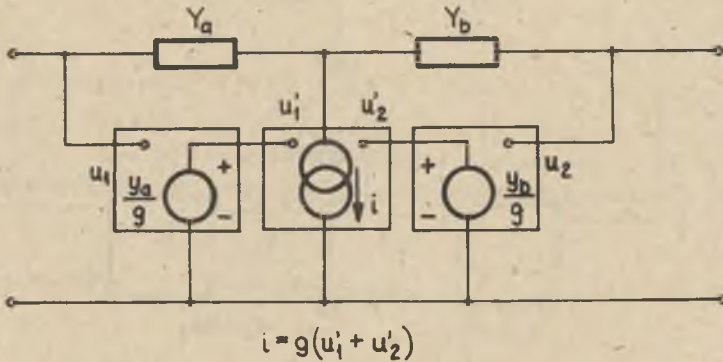 Ya Yb
u'1 u'2
u1 ya/g + - i + - yb/g u2
i = g(u'1 + u'2)